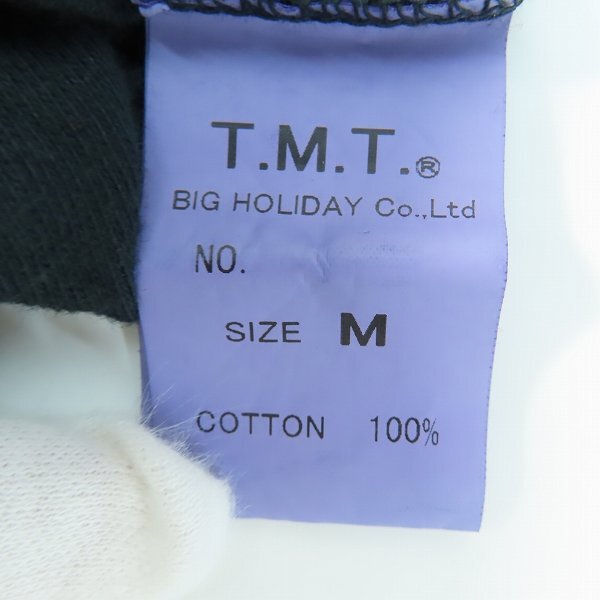 T.M.T.®
BIG HOLIDAY Co.,Ltd
NO.
SIZE M
COTTON 100%